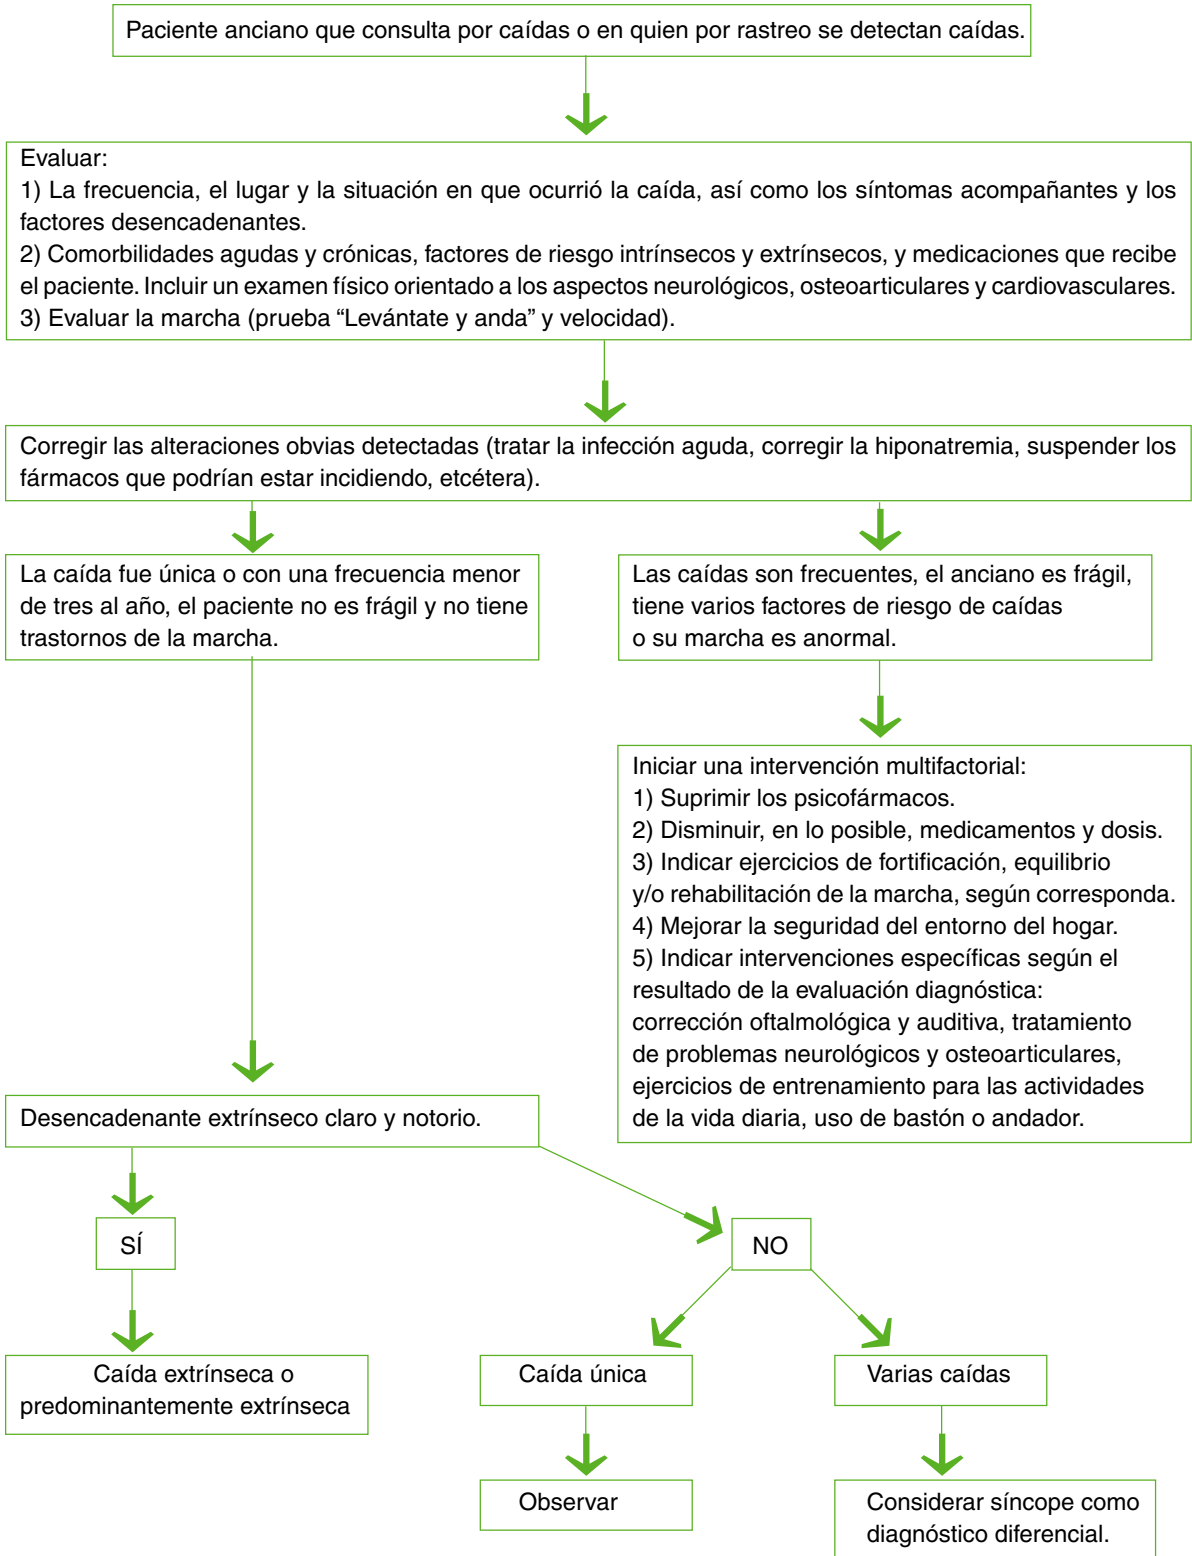 Paciente anciano que consulta por caídas o en quien por rastreo se detectan caídas.
Evaluar:
1) La frecuencia, el lugar y la situación en que ocurrió la caída, así como los síntomas acompañantes y los
factores desencadenantes.
2) Comorbilidades agudas y crónicas, factores de riesgo intrínsecos y extrínsecos, y medicaciones que recibe
el paciente. Incluir un examen físico orientado a los aspectos neurológicos, osteoarticulares y cardiovasculares.
3) Evaluar la marcha (prueba “Levántate y anda” y velocidad).
Corregir las alteraciones obvias detectadas (tratar la infección aguda, corregir la hiponatremia, suspender los
fármacos que podrían estar incidiendo, etcétera).
La caída fue única o con una frecuencia menor
de tres al año, el paciente no es frágil y no tiene
trastornos de la marcha.
Las caídas son frecuentes, el anciano es frágil,
tiene varios factores de riesgo de caídas
o su marcha es anormal.
Iniciar una intervención multifactorial:
1) Suprimir los psicofármacos.
2) Disminuir, en lo posible, medicamentos y dosis.
3) Indicar ejercicios de fortificación, equilibrio
y/o rehabilitación de la marcha, según corresponda.
4) Mejorar la seguridad del entorno del hogar.
5) Indicar intervenciones específicas según el
resultado de la evaluación diagnóstica:
corrección oftalmológica y auditiva, tratamiento
de problemas neurológicos y osteoarticulares,
ejercicios de entrenamiento para las actividades
de la vida diaria, uso de bastón o andador.
Desencadenante extrínseco claro y notorio.
SÍ
NO
Caída extrínseca o
predominantemente extrínseca
Caída única
Varias caídas
Observar
Considerar síncope como
diagnóstico diferencial.